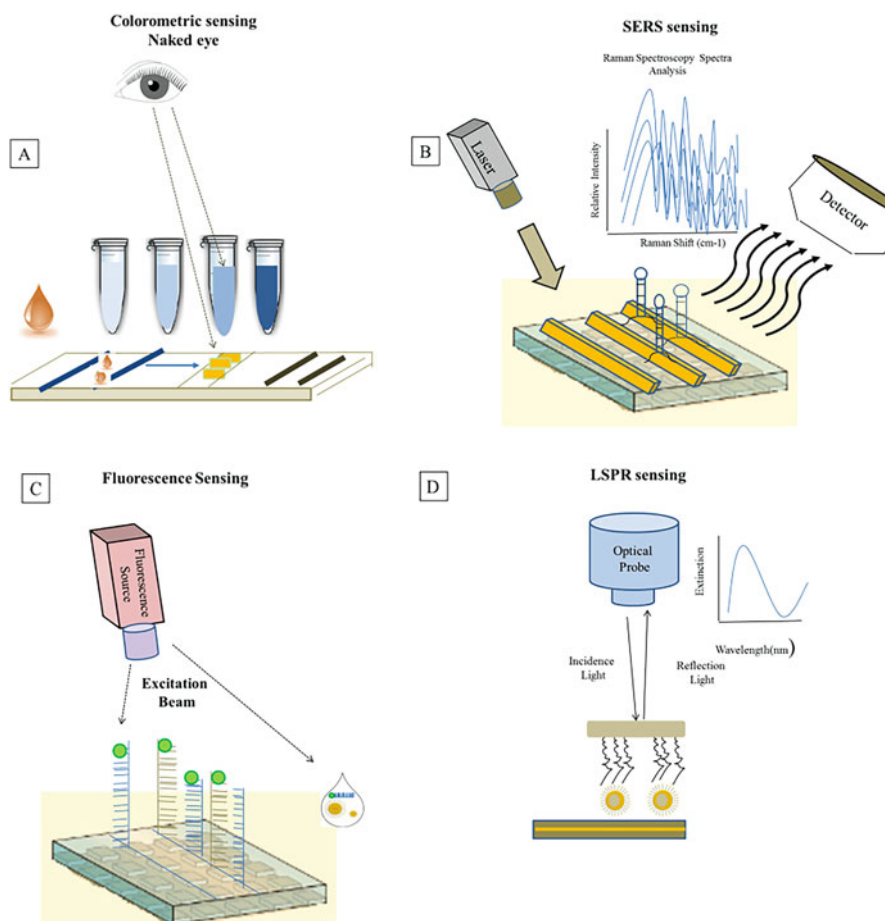 Colorometric sensing
Naked eye
A
SERS sensing
Raman Spectroscopy Spectra
Analysis
B
Laser
Relative Intensity
Raman Shift (cm-1)
Detector
C
Fluorescence Sensing
Fluorescence
Source
Excitation
Beam
D
LSPR sensing
Optical
Probe
Extinction
Wavelength(nm)
Incidence
Light
Reflection
Light